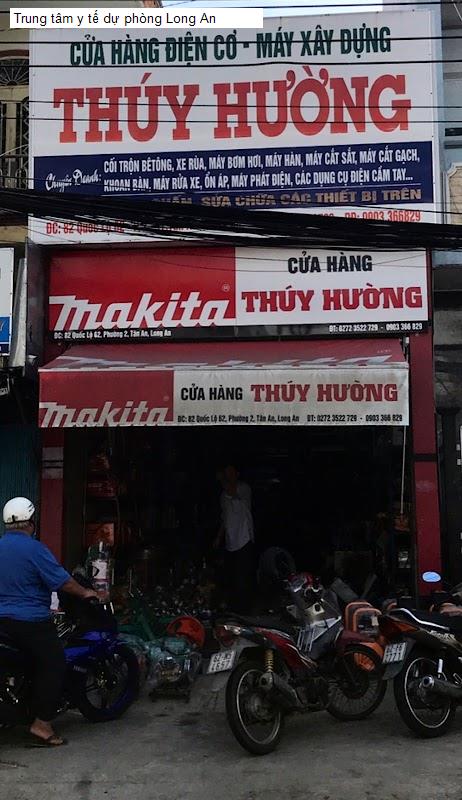 Trung tâm y tế dự phòng Long An
CỬA HÀNG ĐIỆN CƠ - MÁY XÂY DỰNG
THÚY HƯỜNG
Chuyên Doanh: CỐI TRỘN BÊTÔNG, XE RÙA, MÁY BƠM HƠI, MÁY HÀN, MÁY CẮT SẮT, MÁY CẮT GẠCH,
KHOAN BÀN, MÁY RỬA XE, ỔN ÁP, MÁY PHÁT ĐIỆN, CÁC DỤNG CỤ ĐIỆN CẦM TAY...
SỬA CHỮA CÁC THIẾT BỊ TRÊN
ĐC: 82 Quốc Lộ 62, 0903 366829
CỬA HÀNG
makita® THÚY HƯỜNG
ĐC: 82 Quốc Lộ 62, Phường 2, Tân An, Long An ĐT: 0272 3522 729 - 0903 366 829
makita CỬA HÀNG THÚY HƯỜNG
ĐC: 82 Quốc Lộ 62, Phường 2, Tân An, Long An ĐT: 0272 3522 729 - 0903 366 829